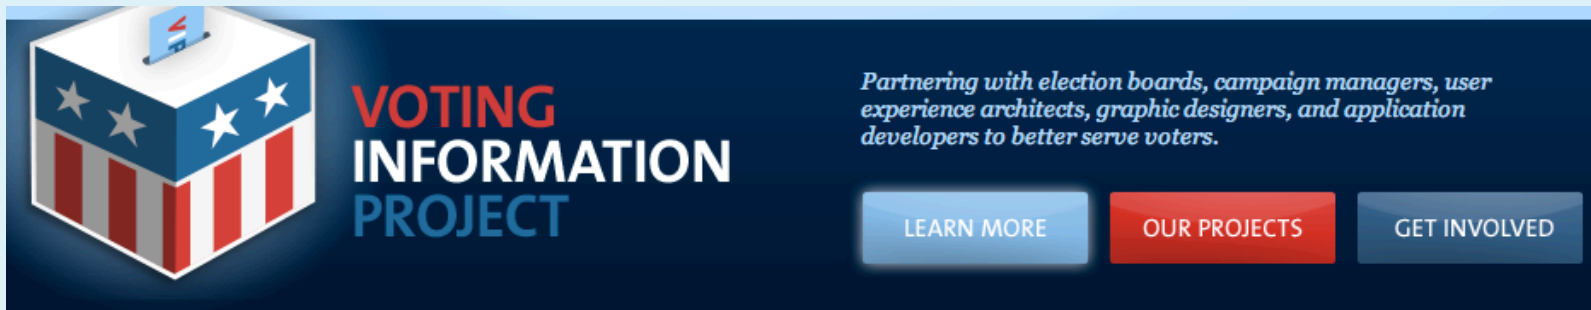 VIP
VOTING
INFORMATION
PROJECT
Partnering with election boards, campaign managers, user
experience architects, graphic designers, and application
developers to better serve voters.
LEARN MORE
OUR PROJECTS
GET INVOLVED